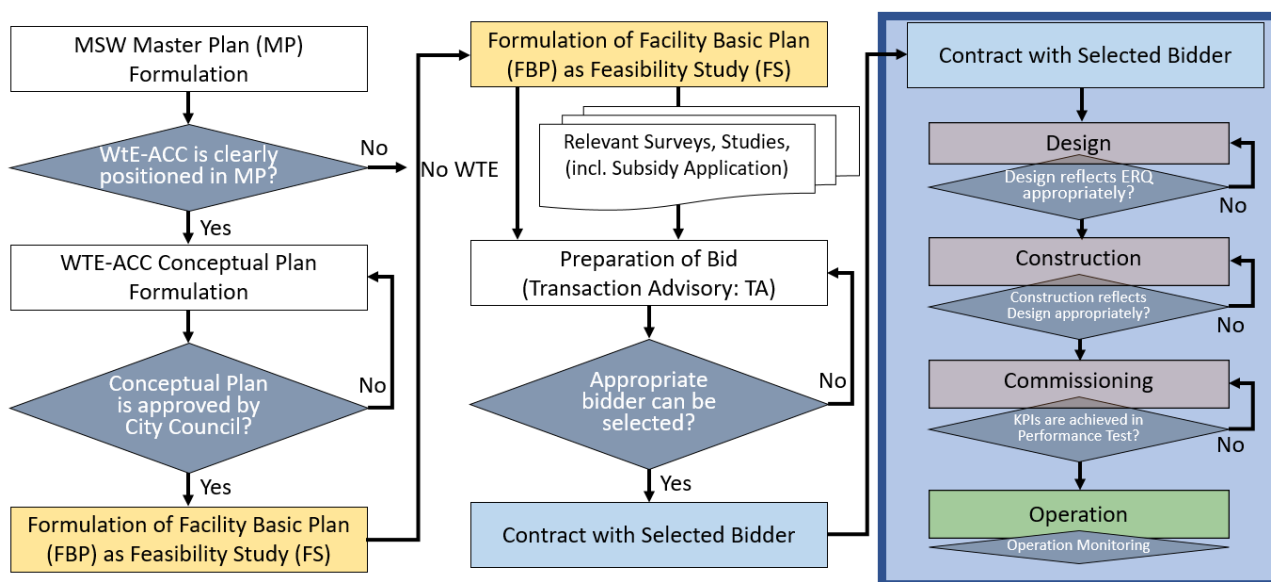 MSW Master Plan (MP)
Formulation
WtE-ACC is clearly
positioned in MP?
No
No WTE
Yes
WTE-ACC Conceptual Plan
Formulation
Conceptual Plan
is approved by
City Council?
No
Yes
Formulation of Facility Basic Plan
(FBP) as Feasibility Study (FS)
Formulation of Facility Basic Plan
(FBP) as Feasibility Study (FS)
Relevant Surveys, Studies,
(incl. Subsidy Application)
Preparation of Bid
(Transaction Advisory: TA)
Appropriate
bidder can be
selected?
No
Yes
Contract with Selected Bidder
Contract with Selected Bidder
Design
Design reflects ERQ
appropriately?
No
Construction
Construction reflects
Design appropriately?
No
Commissioning
KPIs are achieved in
Performance Test?
No
Operation
Operation Monitoring